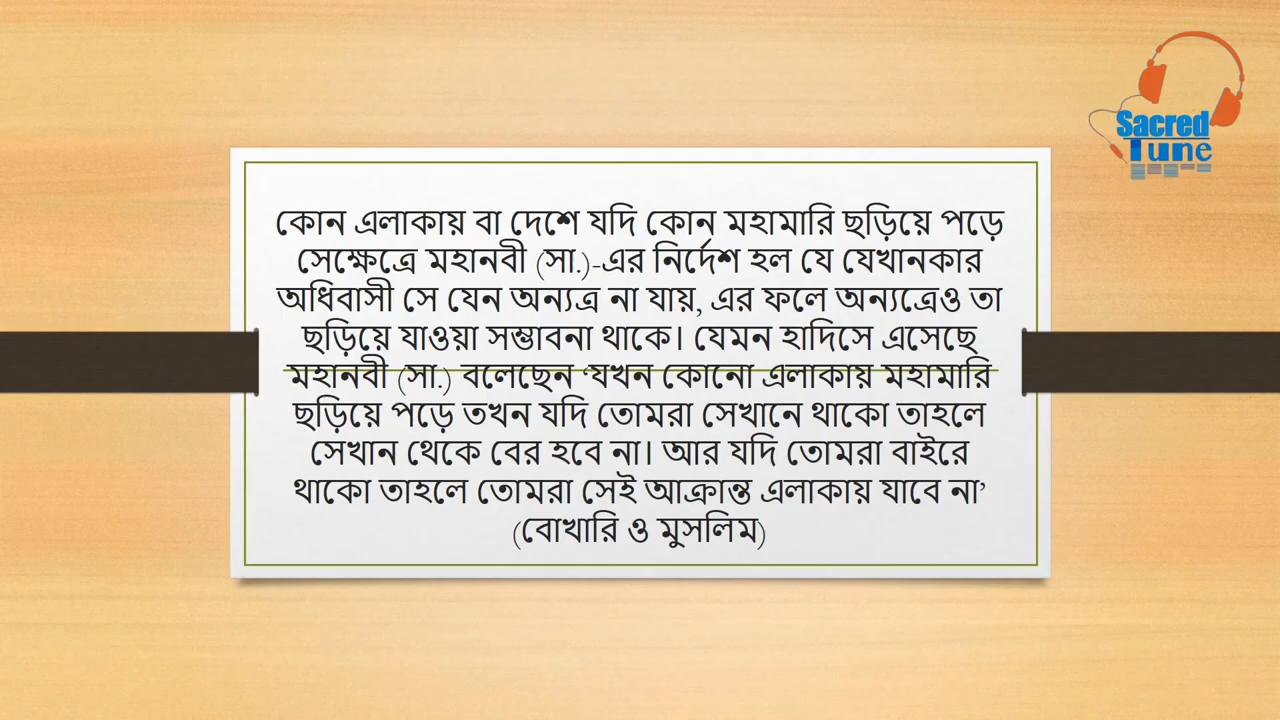 Sacred
Tune
কোন এলাকায় বা দেশে যদি কোন মহামারি ছড়িয়ে পড়ে
সেক্ষেত্রে মহানবী (সা.)-এর নির্দেশ হল যে যেখানকার
অধিবাসী সে যেন অন্যত্র না যায়, এর ফলে অন্যত্রেও তা
ছড়িয়ে যাওয়া সম্ভাবনা থাকে। যেমন হাদিসে এসেছে
মহানবী (সা.) বলেছেন ‘যখন কোনো এলাকায় মহামারি
ছড়িয়ে পড়ে তখন যদি তোমরা সেখানে থাকো তাহলে
সেখান থেকে বের হবে না। আর যদি তোমরা বাইরে
থাকো তাহলে তোমরা সেই আক্রান্ত এলাকায় যাবে না’
(বোখারি ও মুসলিম)